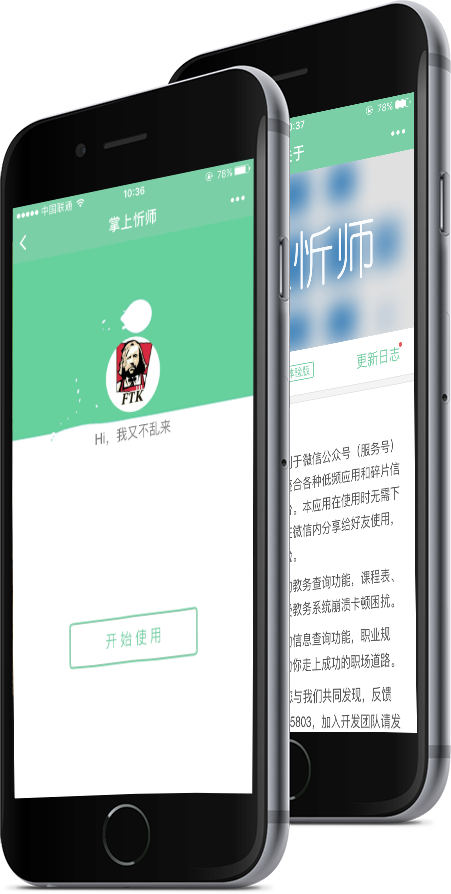 中国联通
10:36
78%
掌上忻师
FTK
Hi，我又不乱来
开始使用
0:37
78%
关于
忻师
体验版
更新日志
于微信公众号（服务号）
合各种低频应用和碎片信
。本应用在使用时无需下
微信内分享给好友使用，
教务查询功能，课程表、
教务系统崩溃卡顿困扰。
信息查询功能，职业规
你走上成功的职场道路。
与我们共同发现，反馈
5803，加入开发团队请发